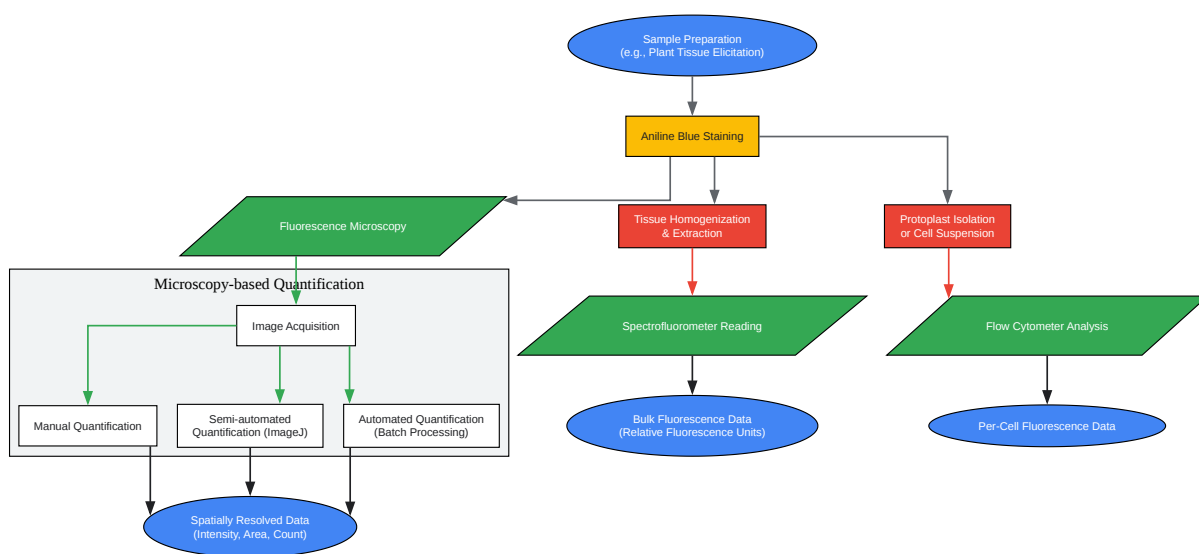 Sample Preparation
(e.g., Plant Tissue Elicitation)
Aniline Blue Staining
Fluorescence Microscopy
Tissue Homogenization
& Extraction
Protoplast Isolation
or Cell Suspension
Microscopy-based Quantification
Image Acquisition
Spectrofluorometer Reading
Flow Cytometer Analysis
Manual Quantification
Semi-automated
Quantification (ImageJ)
Automated Quantification
(Batch Processing)
Bulk Fluorescence Data
(Relative Fluorescence Units)
Per-Cell Fluorescence Data
Spatially Resolved Data
(Intensity, Area, Count)